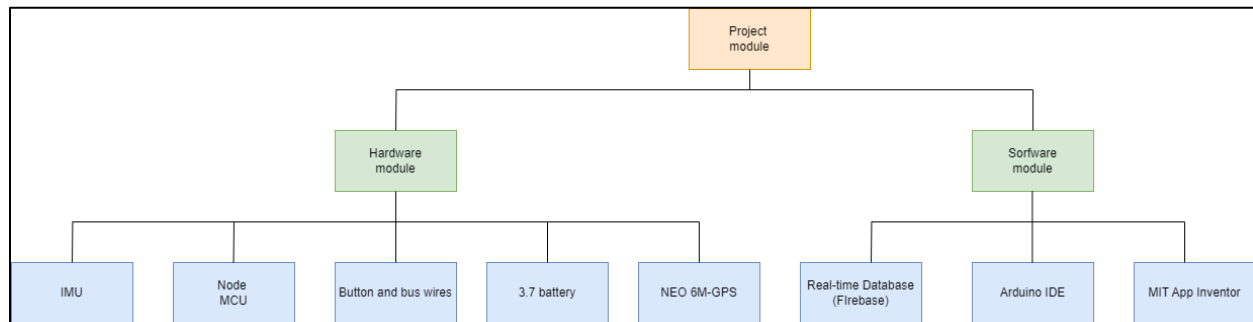 Project
module
Hardware
module
Sorfware
module
IMU
Node
MCU
Button and bus wires
3.7 battery
NEO 6M-GPS
Real-time Database
(FIrebase)
Arduino IDE
MIT App Inventor